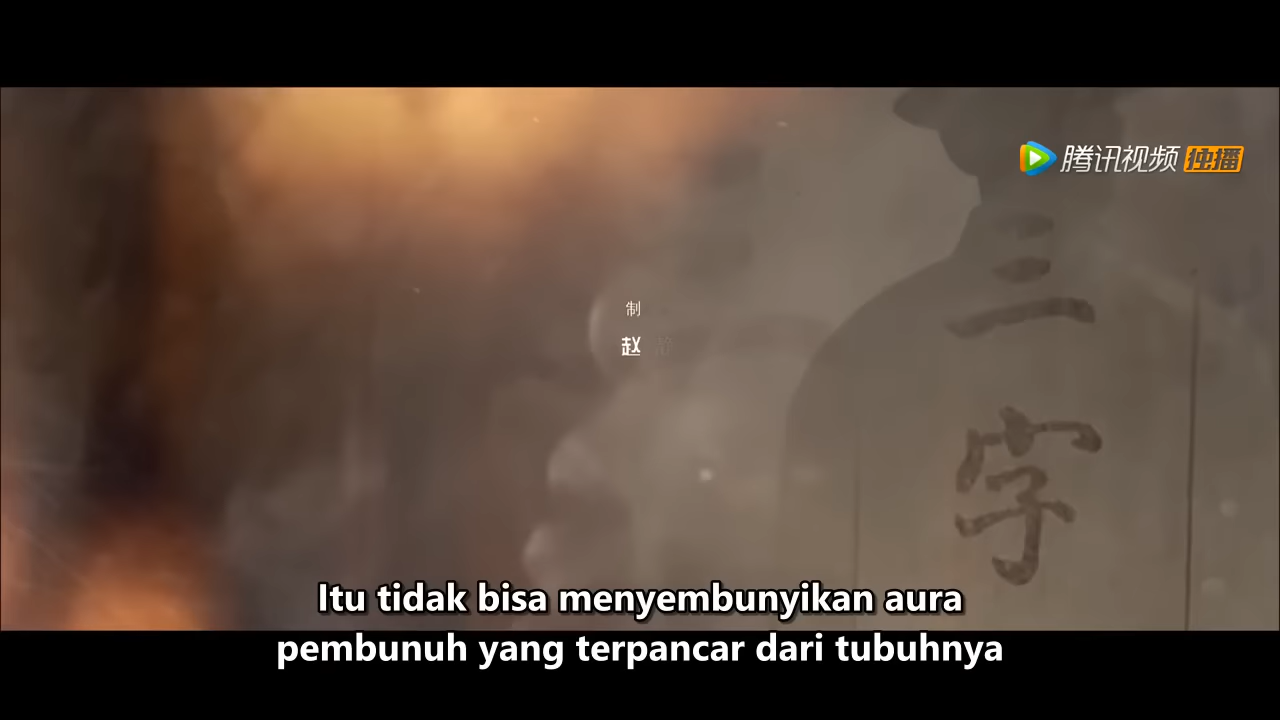 腾讯视频 独播
三
字
制
赵 静
Itu tidak bisa menyembunyikan aura
pembunuh yang terpancar dari tubuhnya